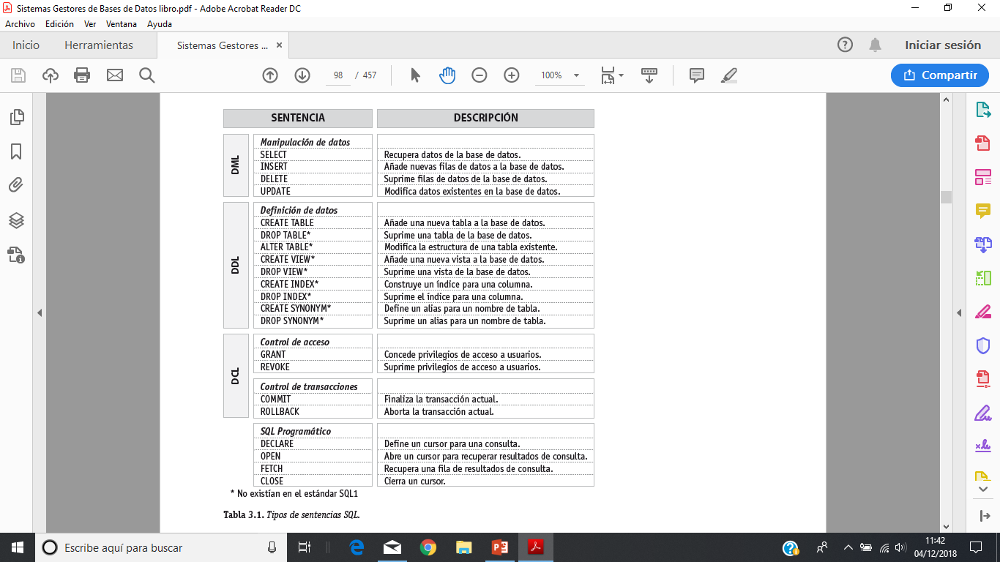 Sistemas Gestores de Bases de Datos libro.pdf - Adobe Acrobat Reader DC
Archivo Edición Ver Ventana Ayuda
Inicio Herramientas Sistemas Gestores ... × Iniciar sesión
98 / 457 100% Compartir
SENTENCIA DESCRIPCIÓN
DML
Manipulación de datos
SELECT Recupera datos de la base de datos.
INSERT Añade nuevas filas de datos a la base de datos.
DELETE Suprime filas de datos de la base de datos.
UPDATE Modifica datos existentes en la base de datos.
DDL
Definición de datos
CREATE TABLE Añade una nueva tabla a la base de datos.
DROP TABLE* Suprime una tabla de la base de datos.
ALTER TABLE* Modifica la estructura de una tabla existente.
CREATE VIEW* Añade una nueva vista a la base de datos.
DROP VIEW* Suprime una vista de la base de datos.
CREATE INDEX* Construye un índice para una columna.
DROP INDEX* Suprime el índice para una columna.
CREATE SYNONYM* Define un alias para un nombre de tabla.
DROP SYNONYM* Suprime un alias para un nombre de tabla.
DCL
Control de acceso
GRANT Concede privilegios de acceso a usuarios.
REVOKE Suprime privilegios de acceso a usuarios.
Control de transacciones
COMMIT Finaliza la transacción actual.
ROLLBACK Aborta la transacción actual.
SQL Programático
DECLARE Define un cursor para una consulta.
OPEN Abre un cursor para recuperar resultados de consulta.
FETCH Recupera una fila de resultados de consulta.
CLOSE Cierra un cursor.
* No existían en el estándar SQL1
Tabla 3.1. Tipos de sentencias SQL.
Escribe aquí para buscar
11:42
04/12/2018